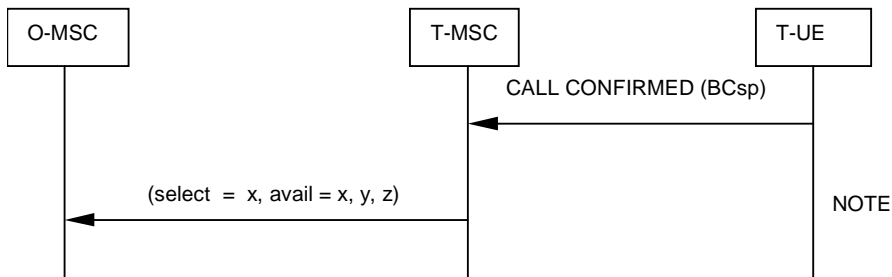 O-MSC T-MSC T-UE
CALL CONFIRMED (BCsp)
(select = x, avail = x, y, z)
NOTE